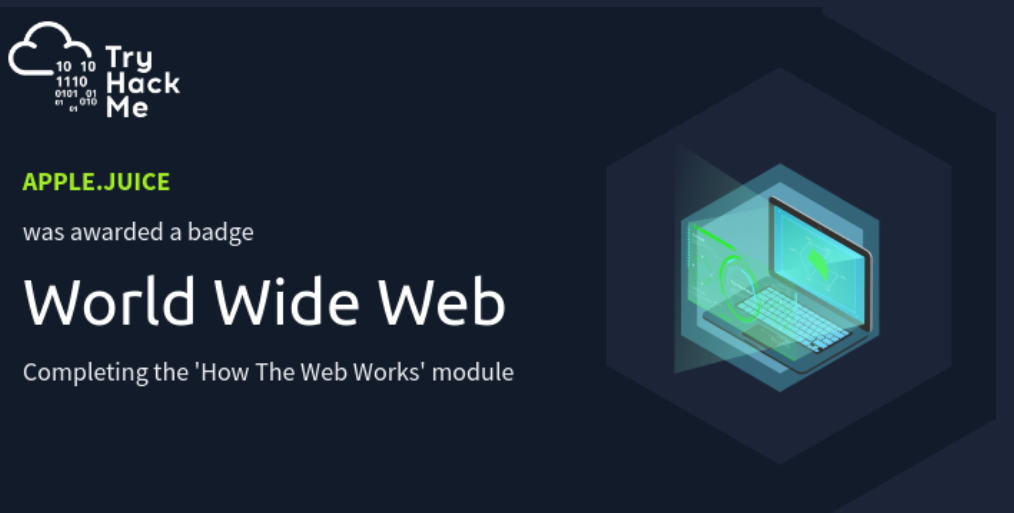 10 10
1110
0101 01
01 010
01
Try
Hack
Me
APPLE.JUICE
was awarded a badge
World Wide Web
Completing the 'How The Web Works' module